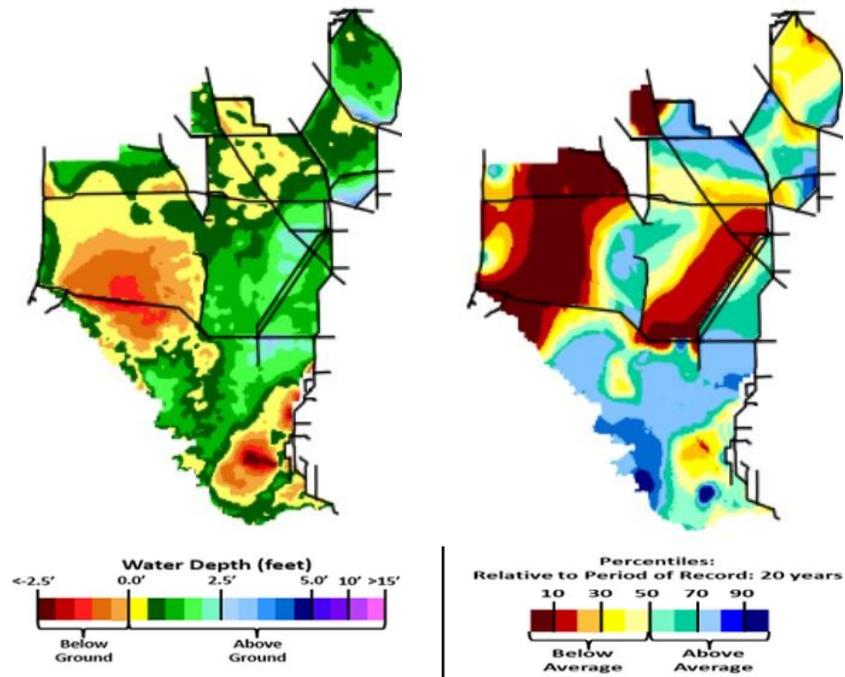 Water Depth (feet)
<-2.5' 0.0' 2.5' 5.0' 10' >15'
Below
Ground
Above
Ground
Percentiles:
Relative to Period of Record: 20 years
10 30 50 70 90
Below
Average
Above
Average